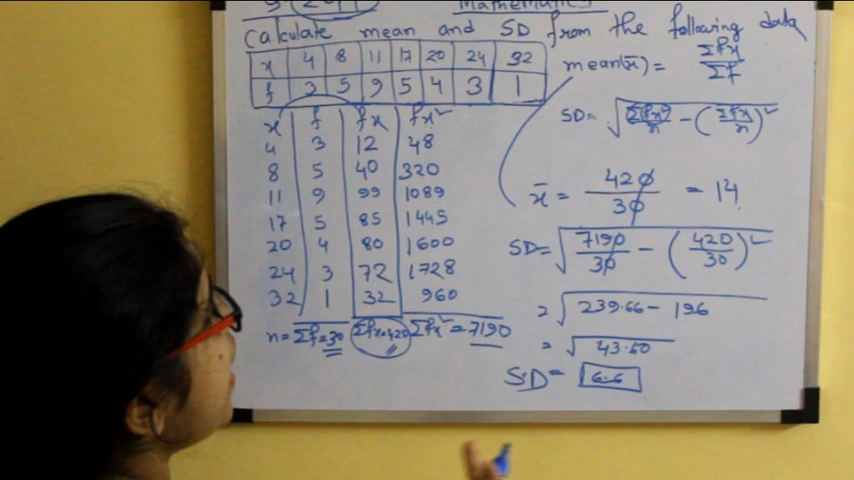 Mathematics
Calculate mean and SD from the following data
x 4 8 11 17 20 24 32
f 3 5 9 5 4 3 1
mean(x̄) = Σfx/Σf
SD = √(Σfx²/n − (Σfx/n)²)
x f fx fx²
4 3 12 48
8 5 40 320
11 9 99 1089
17 5 85 1445
20 4 80 1600
24 3 72 1728
32 1 32 960
n = Σf = 30 Σfx = 420 Σfx² = 7190
x̄ = 420/30 = 14
SD = √(7190/30 − (420/30)²)
= √(239.66 − 196)
= √43.60
S.D = 6.6